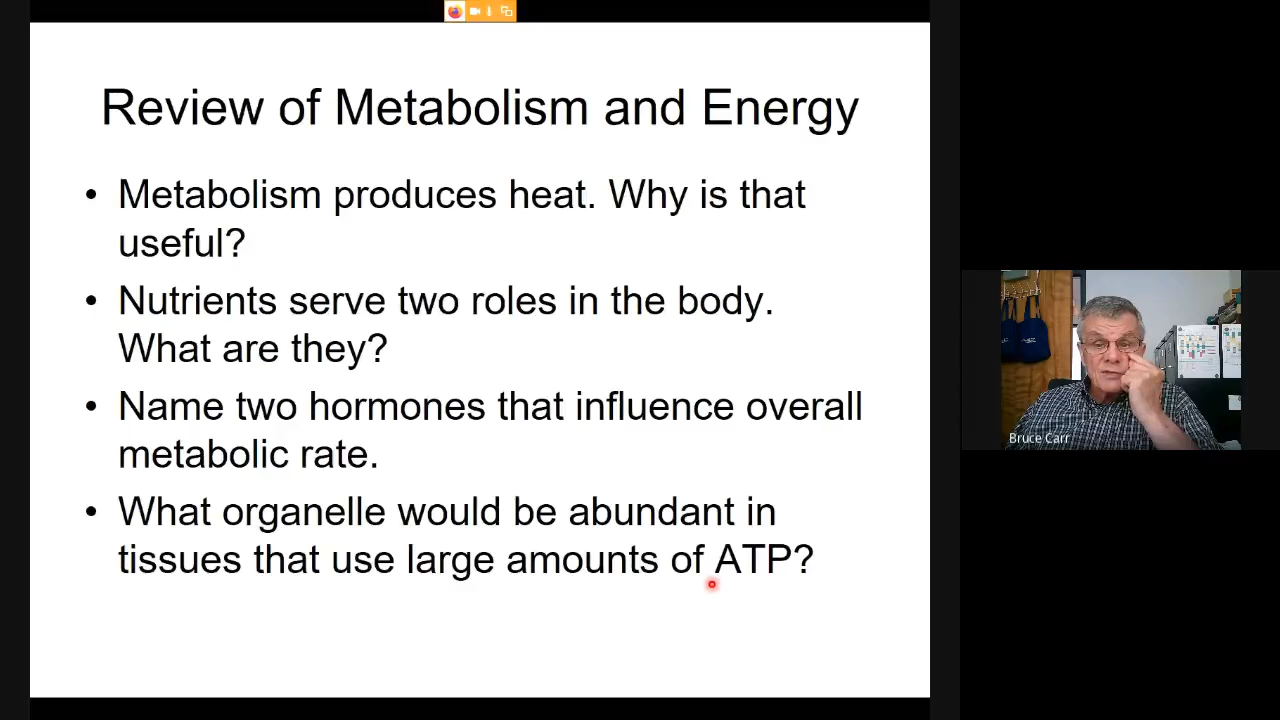 Review of Metabolism and Energy
• Metabolism produces heat. Why is that
useful?
• Nutrients serve two roles in the body.
What are they?
• Name two hormones that influence overall
metabolic rate.
• What organelle would be abundant in
tissues that use large amounts of ATP?
Bruce Carr